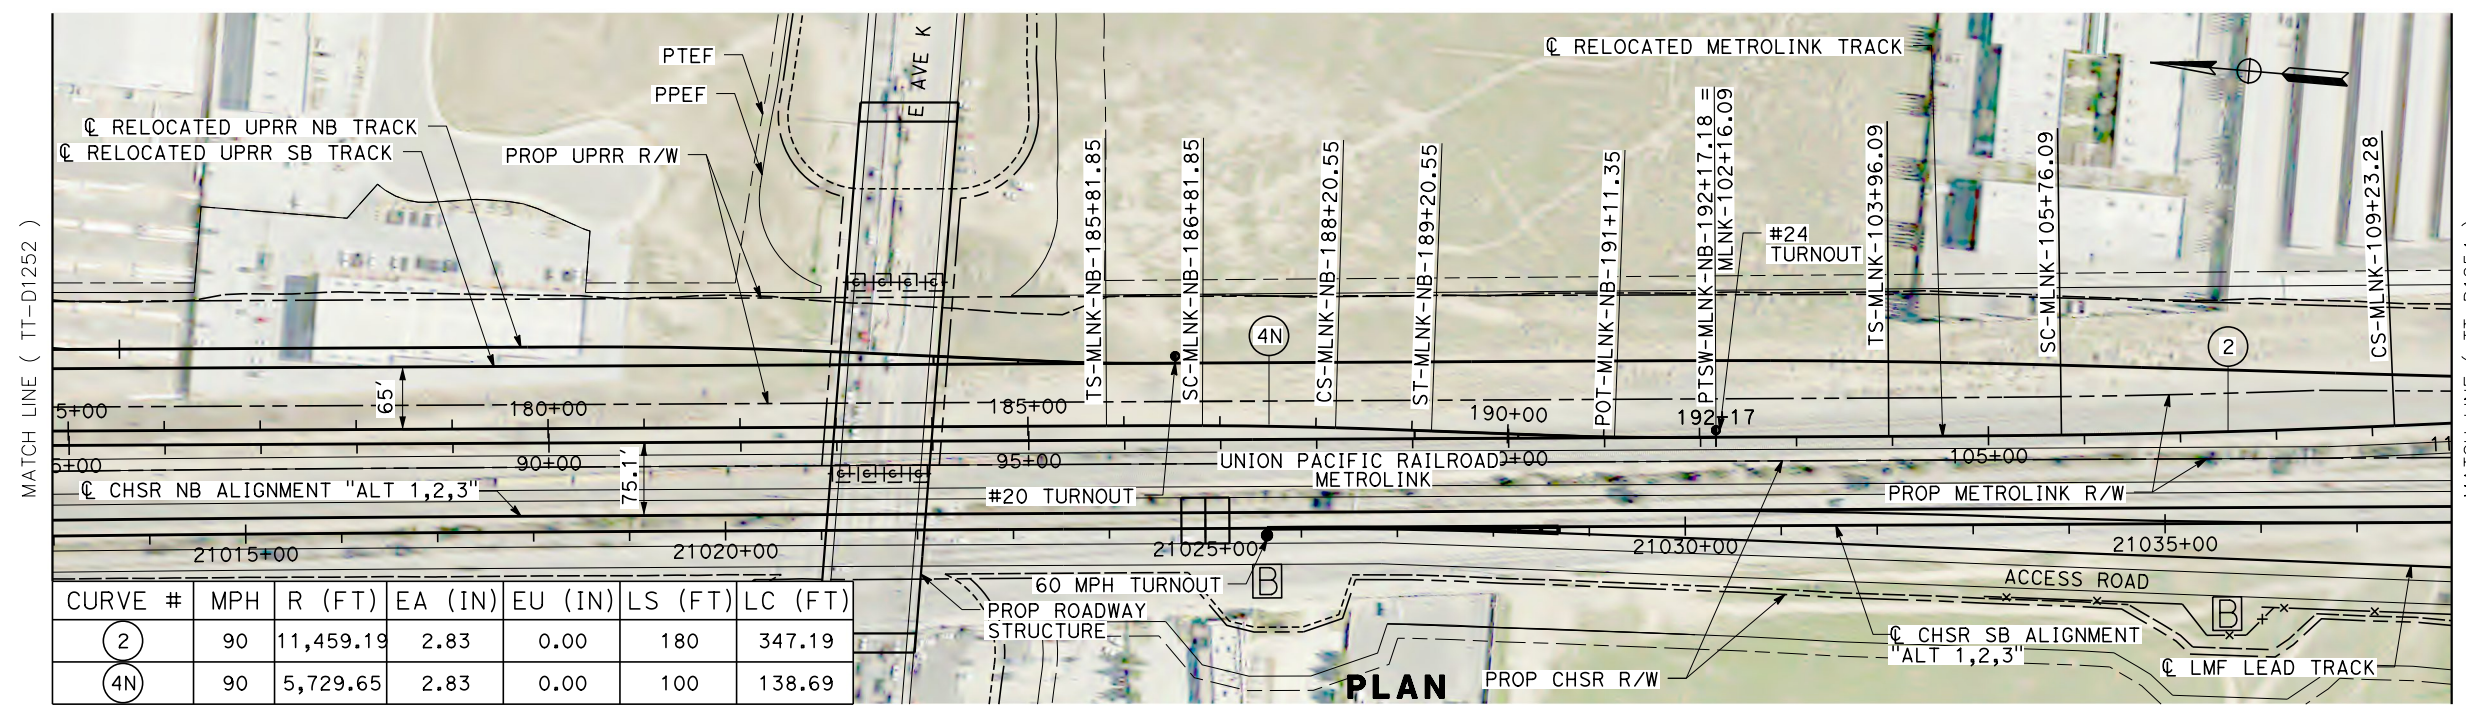 MATCH LINE ( TT-D1252 )
PTEF
PPEF
E AVE K
℄ RELOCATED UPRR NB TRACK
℄ RELOCATED UPRR SB TRACK
PROP UPRR R/W
℄ RELOCATED METROLINK TRACK
TS-MLNK-NB-185+81.85
SC-MLNK-NB-186+81.85
CS-MLNK-NB-188+20.55
ST-MLNK-NB-189+20.55
POT-MLNK-NB-191+11.35
PTSW-MLNK-NB-192+17.18 =
MLNK-102+16.09
#24
TURNOUT
TS-MLNK-103+96.09
SC-MLNK-105+76.09
CS-MLNK-109+23.28
4N
2
65'
5+00
180+00
185+00
190+00
192+17
5+00
90+00
95+00
UNION PACIFIC RAILROAD
METROLINK
105+00
75.1'
℄ CHSR NB ALIGNMENT "ALT 1,2,3"
#20 TURNOUT
PROP METROLINK R/W
21015+00
21020+00
21025+00
21030+00
21035+00
60 MPH TURNOUT
B
ACCESS ROAD
B
PROP ROADWAY
STRUCTURE
℄ CHSR SB ALIGNMENT
"ALT 1,2,3"
℄ LMF LEAD TRACK
PROP CHSR R/W
PLAN
CURVE # MPH R (FT) EA (IN) EU (IN) LS (FT) LC (FT)
2 90 11,459.19 2.83 0.00 180 347.19
4N 90 5,729.65 2.83 0.00 100 138.69